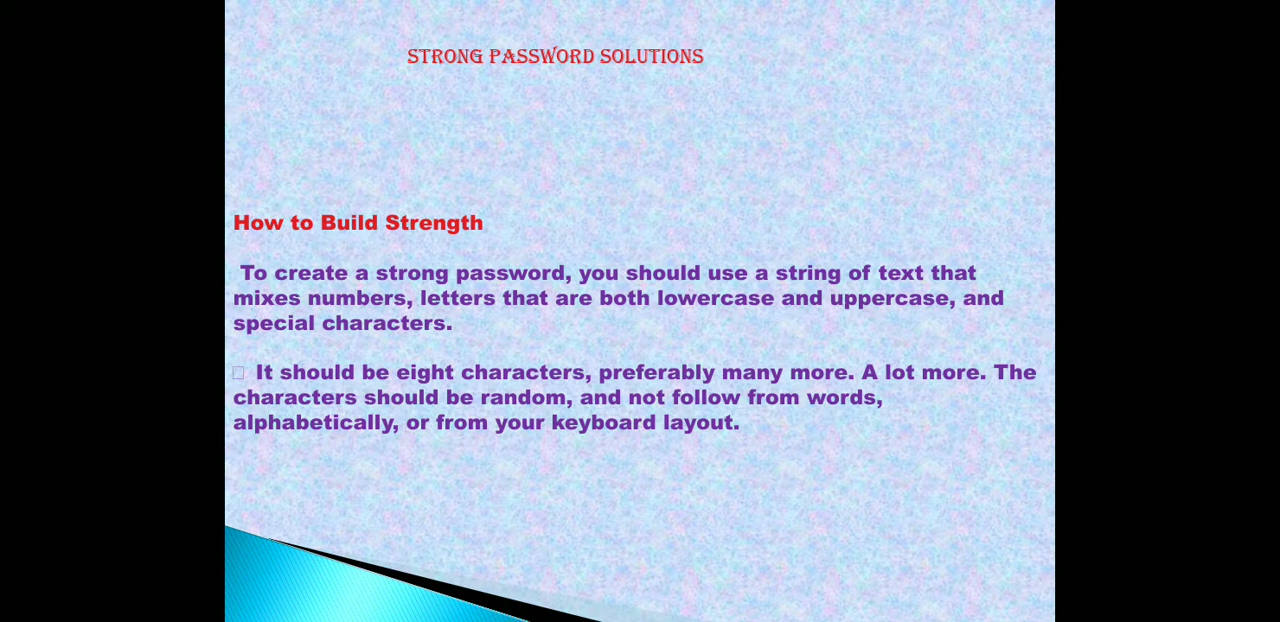 STRONG PASSWORD SOLUTIONS
How to Build Strength
To create a strong password, you should use a string of text that
mixes numbers, letters that are both lowercase and uppercase, and
special characters.
It should be eight characters, preferably many more. A lot more. The
characters should be random, and not follow from words,
alphabetically, or from your keyboard layout.